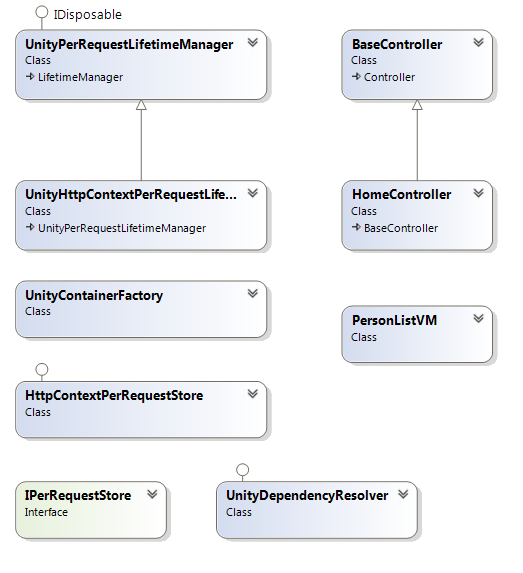 IDisposable
UnityPerRequestLifetimeManager
Class
LifetimeManager
BaseController
Class
Controller
UnityHttpContextPerRequestLife...
Class
UnityPerRequestLifetimeManager
HomeController
Class
BaseController
UnityContainerFactory
Class
PersonListVM
Class
HttpContextPerRequestStore
Class
IPerRequestStore
Interface
UnityDependencyResolver
Class